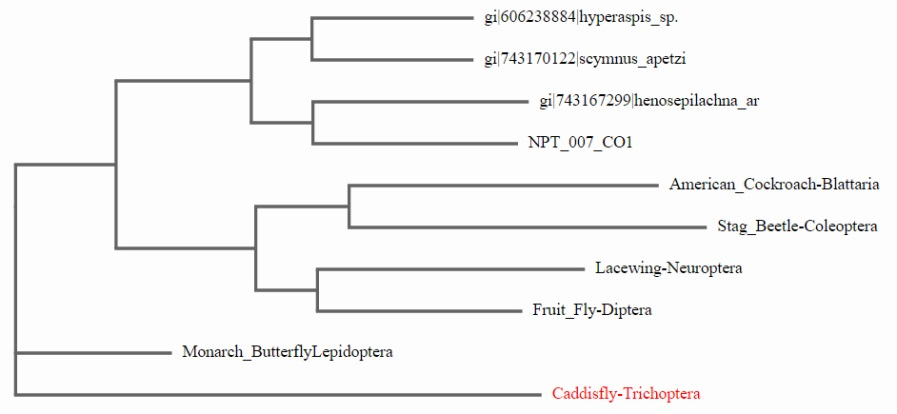 gi|606238884|hyperaspis_sp.
gi|743170122|scymnus_apetzi
gi|743167299|henosepilachna_ar
NPT_007_CO1
American_Cockroach-Blattaria
Stag_Beetle-Coleoptera
Lacewing-Neuroptera
Fruit_Fly-Diptera
Monarch_ButterflyLepidoptera
Caddisfly-Trichoptera